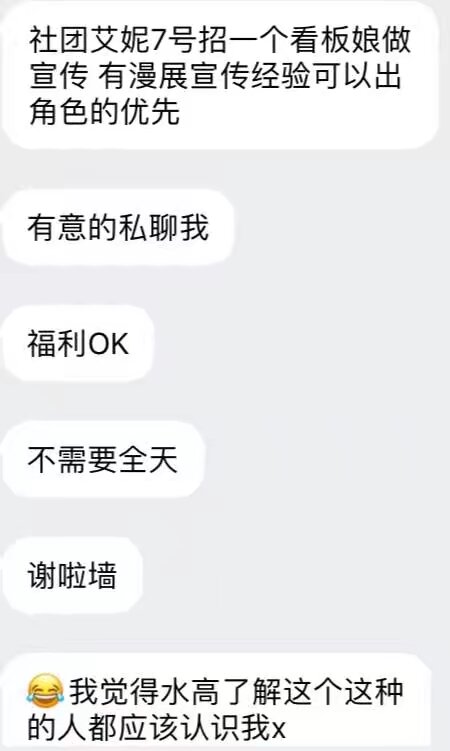 社团艾妮7号招一个看板娘做
宣传 有漫展宣传经验可以出
角色的优先
有意的私聊我
福利OK
不需要全天
谢啦墙
😂我觉得水高了解这个这种
的人都应该认识我x